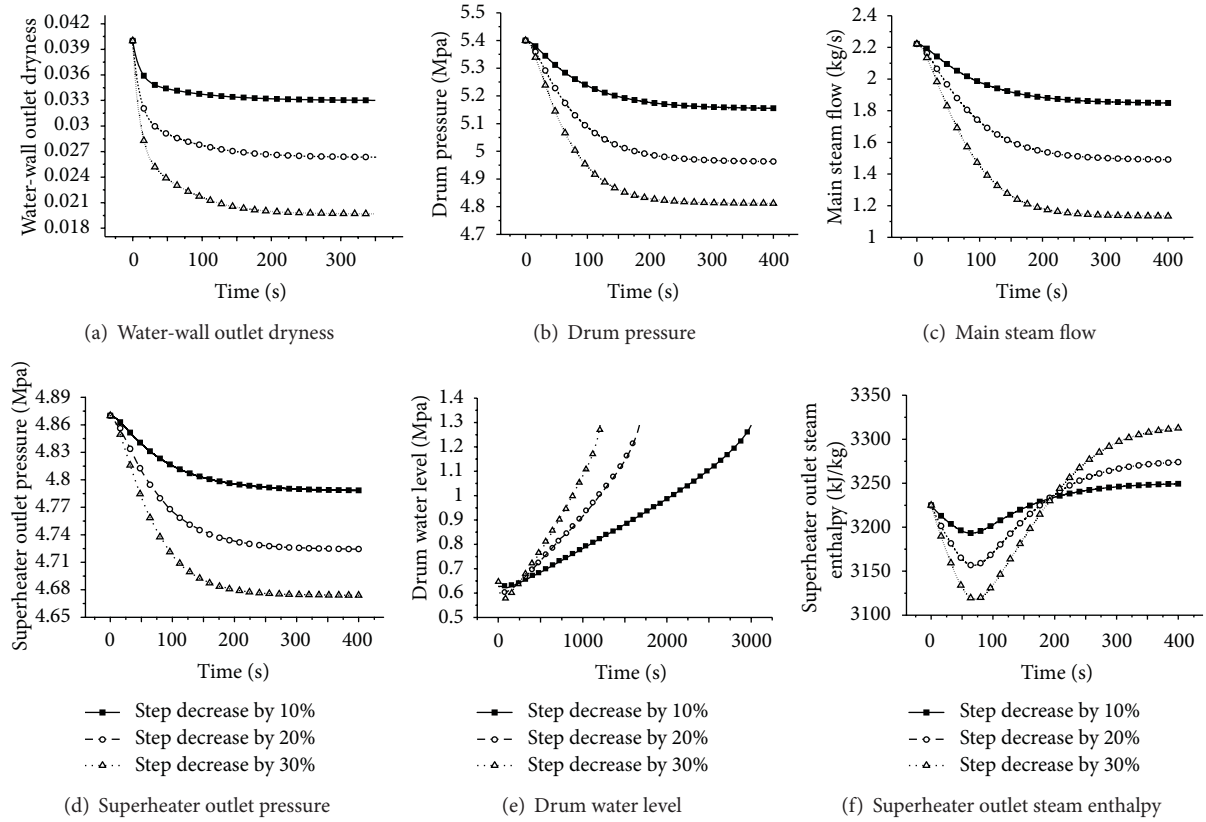 Water-wall outlet dryness
0.042
0.039
0.036
0.033
0.03
0.027
0.024
0.021
0.018
0 100 200 300
Time (s)
(a) Water-wall outlet dryness
Drum pressure (Mpa)
5.5
5.4
5.3
5.2
5.1
5
4.9
4.8
4.7
0 100 200 300 400
Time (s)
(b) Drum pressure
Main steam flow (kg/s)
2.4
2.2
2
1.8
1.6
1.4
1.2
1
0 100 200 300 400
Time (s)
(c) Main steam flow
Superheater outlet pressure (Mpa)
4.89
4.86
4.83
4.8
4.77
4.74
4.71
4.68
4.65
0 100 200 300 400
Time (s)
Step decrease by 10%
Step decrease by 20%
Step decrease by 30%
(d) Superheater outlet pressure
Drum water level (Mpa)
1.4
1.3
1.2
1.1
1
0.9
0.8
0.7
0.6
0.5
0 1000 2000 3000
Time (s)
Step decrease by 10%
Step decrease by 20%
Step decrease by 30%
(e) Drum water level
Superheater outlet steam
enthalpy (kJ/kg)
3350
3300
3250
3200
3150
3100
0 100 200 300 400
Time (s)
Step decrease by 10%
Step decrease by 20%
Step decrease by 30%
(f) Superheater outlet steam enthalpy